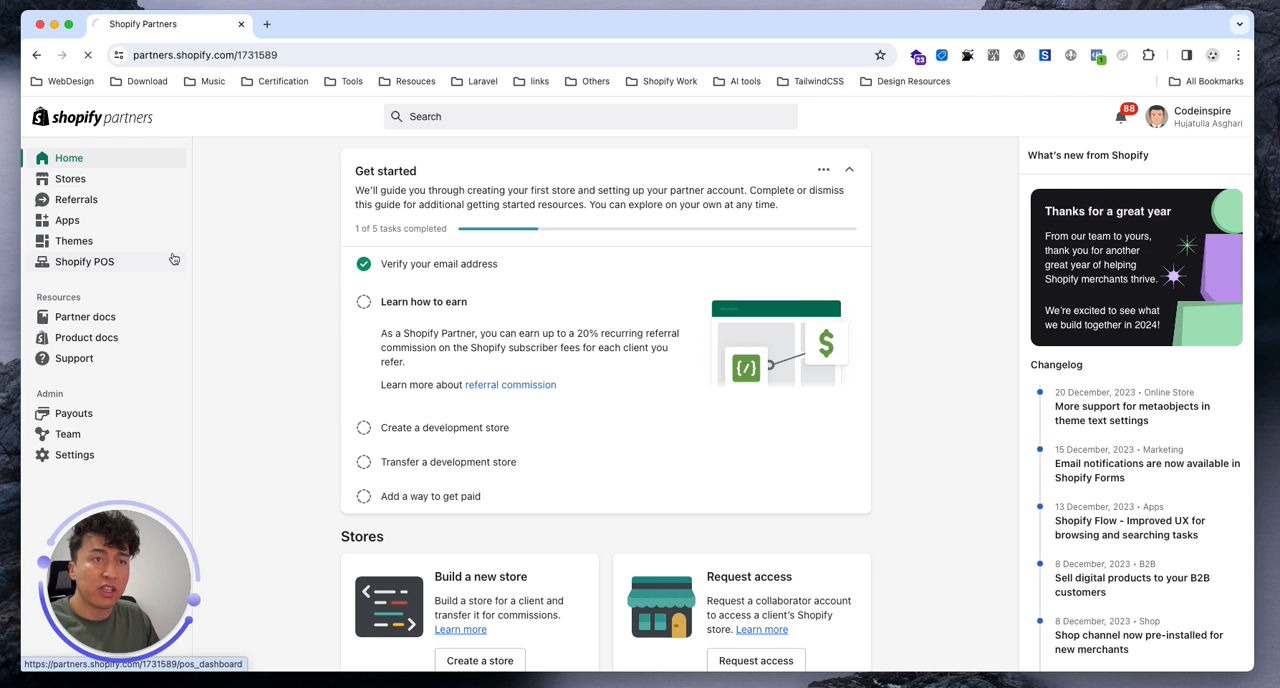 Shopify Partners
partners.shopify.com/1731589
23
1
WebDesign
Download
Music
Certification
Tools
Resouces
Laravel
links
Others
Shopify Work
AI tools
TailwindCSS
Design Resources
All Bookmarks
shopify partners
Search
88
Codeinspire
Hujatulla Asghari
Home
Stores
Referrals
Apps
Themes
Shopify POS
Resources
Partner docs
Product docs
Support
Admin
Payouts
Team
Settings
Get started
We'll guide you through creating your first store and setting up your partner account. Complete or dismiss
this guide for additional getting started resources. You can explore on your own at any time.
1 of 5 tasks completed
Verify your email address
Learn how to earn
As a Shopify Partner, you can earn up to a 20% recurring referral
commission on the Shopify subscriber fees for each client you
refer.
Learn more about referral commission
Create a development store
Transfer a development store
Add a way to get paid
Stores
Build a new store
Build a store for a client and
transfer it for commissions.
Learn more
Create a store
Request access
Request a collaborator account
to access a client's Shopify
store. Learn more
Request access
What's new from Shopify
Thanks for a great year
From our team to yours,
thank you for another
great year of helping
Shopify merchants thrive.
We're excited to see what
we build together in 2024!
Changelog
20 December, 2023 • Online Store
More support for metaobjects in
theme text settings
15 December, 2023 • Marketing
Email notifications are now available in
Shopify Forms
13 December, 2023 • Apps
Shopify Flow - Improved UX for
browsing and searching tasks
8 December, 2023 • B2B
Sell digital products to your B2B
customers
8 December, 2023 • Shop
Shop channel now pre-installed for
new merchants
https://partners.shopify.com/1731589/pos_dashboard